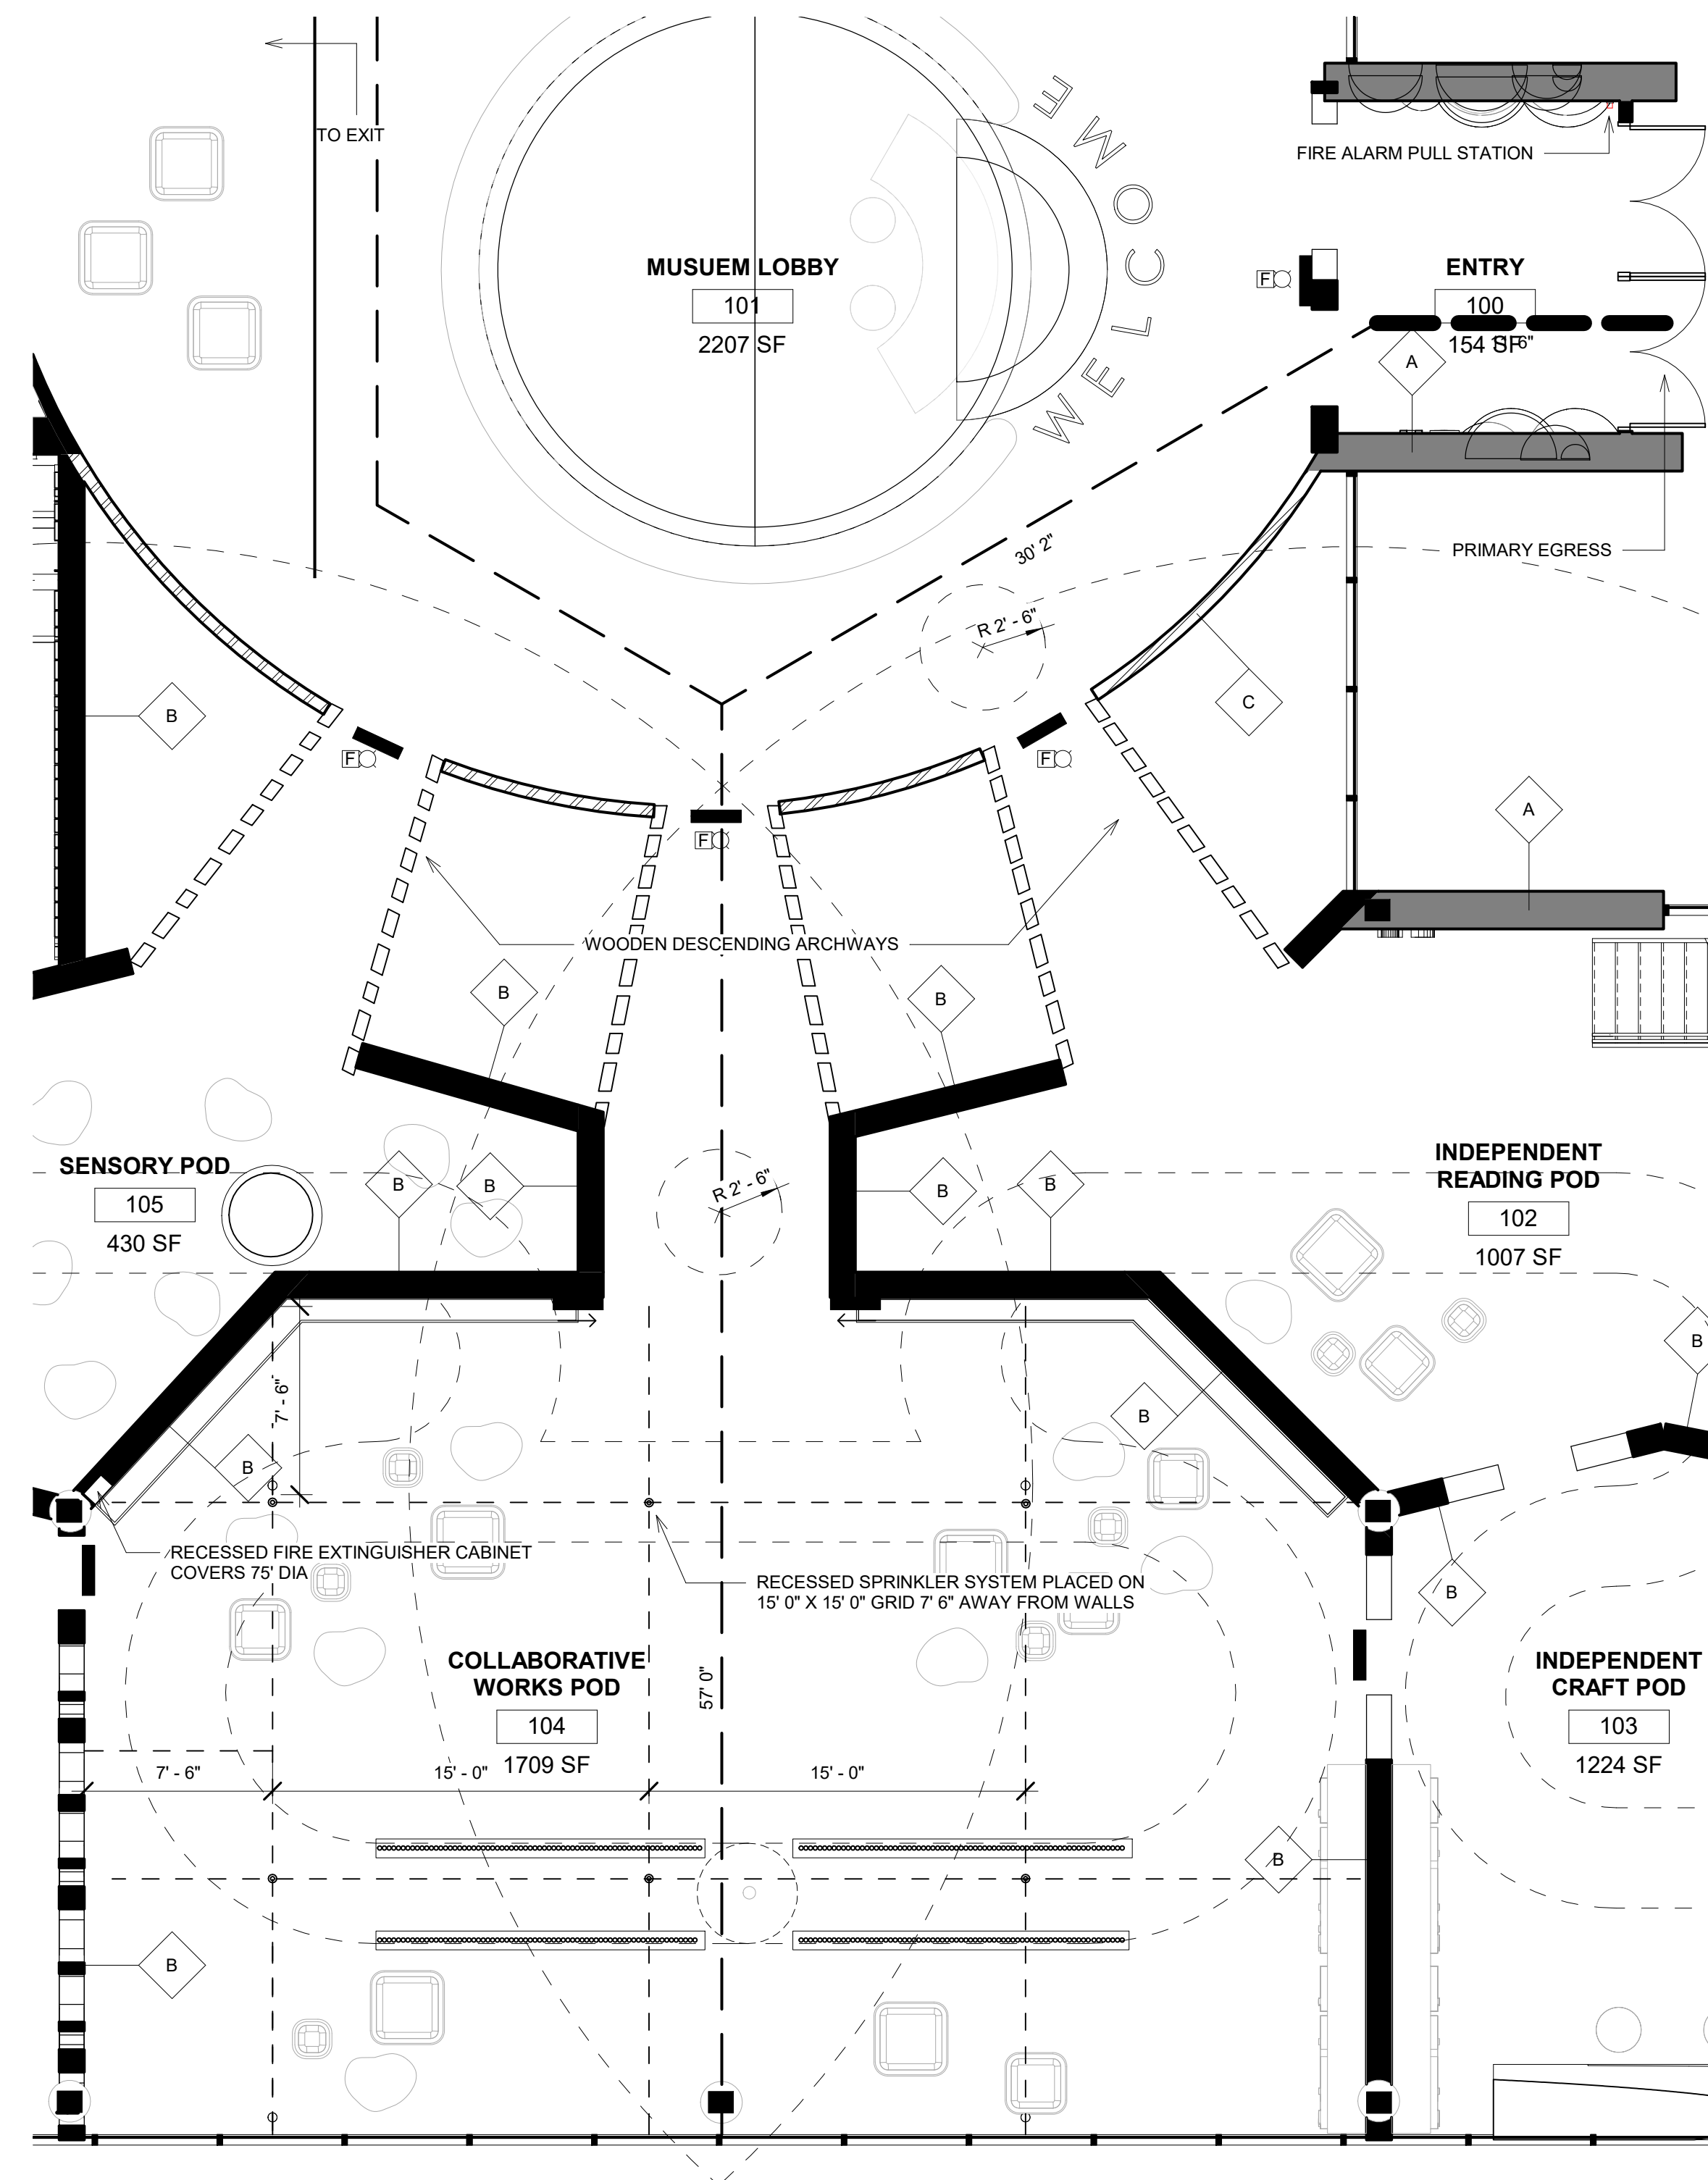 TO EXIT
WELCOME
FIRE ALARM PULL STATION
MUSUEM LOBBY
101
2207 SF
F
ENTRY
100
154 SF
11' 6"
A
PRIMARY EGRESS
30' 2"
R 2' - 6"
B
C
F
F
F
A
WOODEN DESCENDING ARCHWAYS
B
B
SENSORY POD
105
430 SF
B
B
R 2' - 6"
B
B
INDEPENDENT
READING POD
102
1007 SF
B
7' - 6"
B
B
RECESSED FIRE EXTINGUISHER CABINET
COVERS 75' DIA
RECESSED SPRINKLER SYSTEM PLACED ON
15' 0" X 15' 0" GRID 7' 6" AWAY FROM WALLS
B
COLLABORATIVE
WORKS POD
104
1709 SF
57' 0"
INDEPENDENT
CRAFT POD
103
1224 SF
7' - 6"
15' - 0"
15' - 0"
B
B